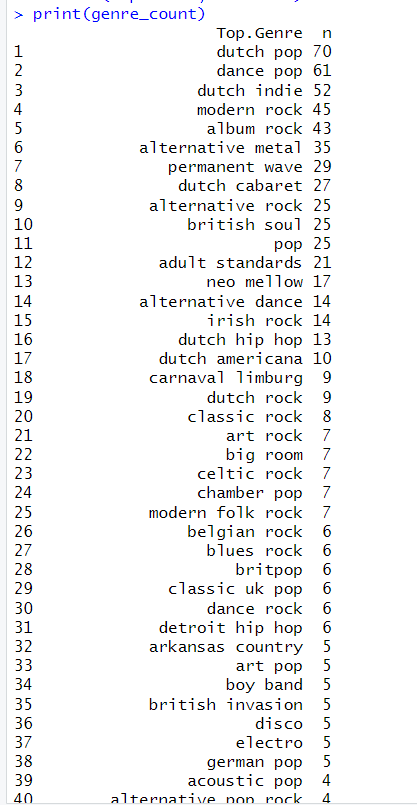 > print(genre_count)
Top.Genre n
1 dutch pop 70
2 dance pop 61
3 dutch indie 52
4 modern rock 45
5 album rock 43
6 alternative metal 35
7 permanent wave 29
8 dutch cabaret 27
9 alternative rock 25
10 british soul 25
11 pop 25
12 adult standards 21
13 neo mellow 17
14 alternative dance 14
15 irish rock 14
16 dutch hip hop 13
17 dutch americana 10
18 carnaval limburg 9
19 dutch rock 9
20 classic rock 8
21 art rock 7
22 big room 7
23 celtic rock 7
24 chamber pop 7
25 modern folk rock 7
26 belgian rock 6
27 blues rock 6
28 britpop 6
29 classic uk pop 6
30 dance rock 6
31 detroit hip hop 6
32 arkansas country 5
33 art pop 5
34 boy band 5
35 british invasion 5
36 disco 5
37 electro 5
38 german pop 5
39 acoustic pop 4
40 alternative pop rock 4